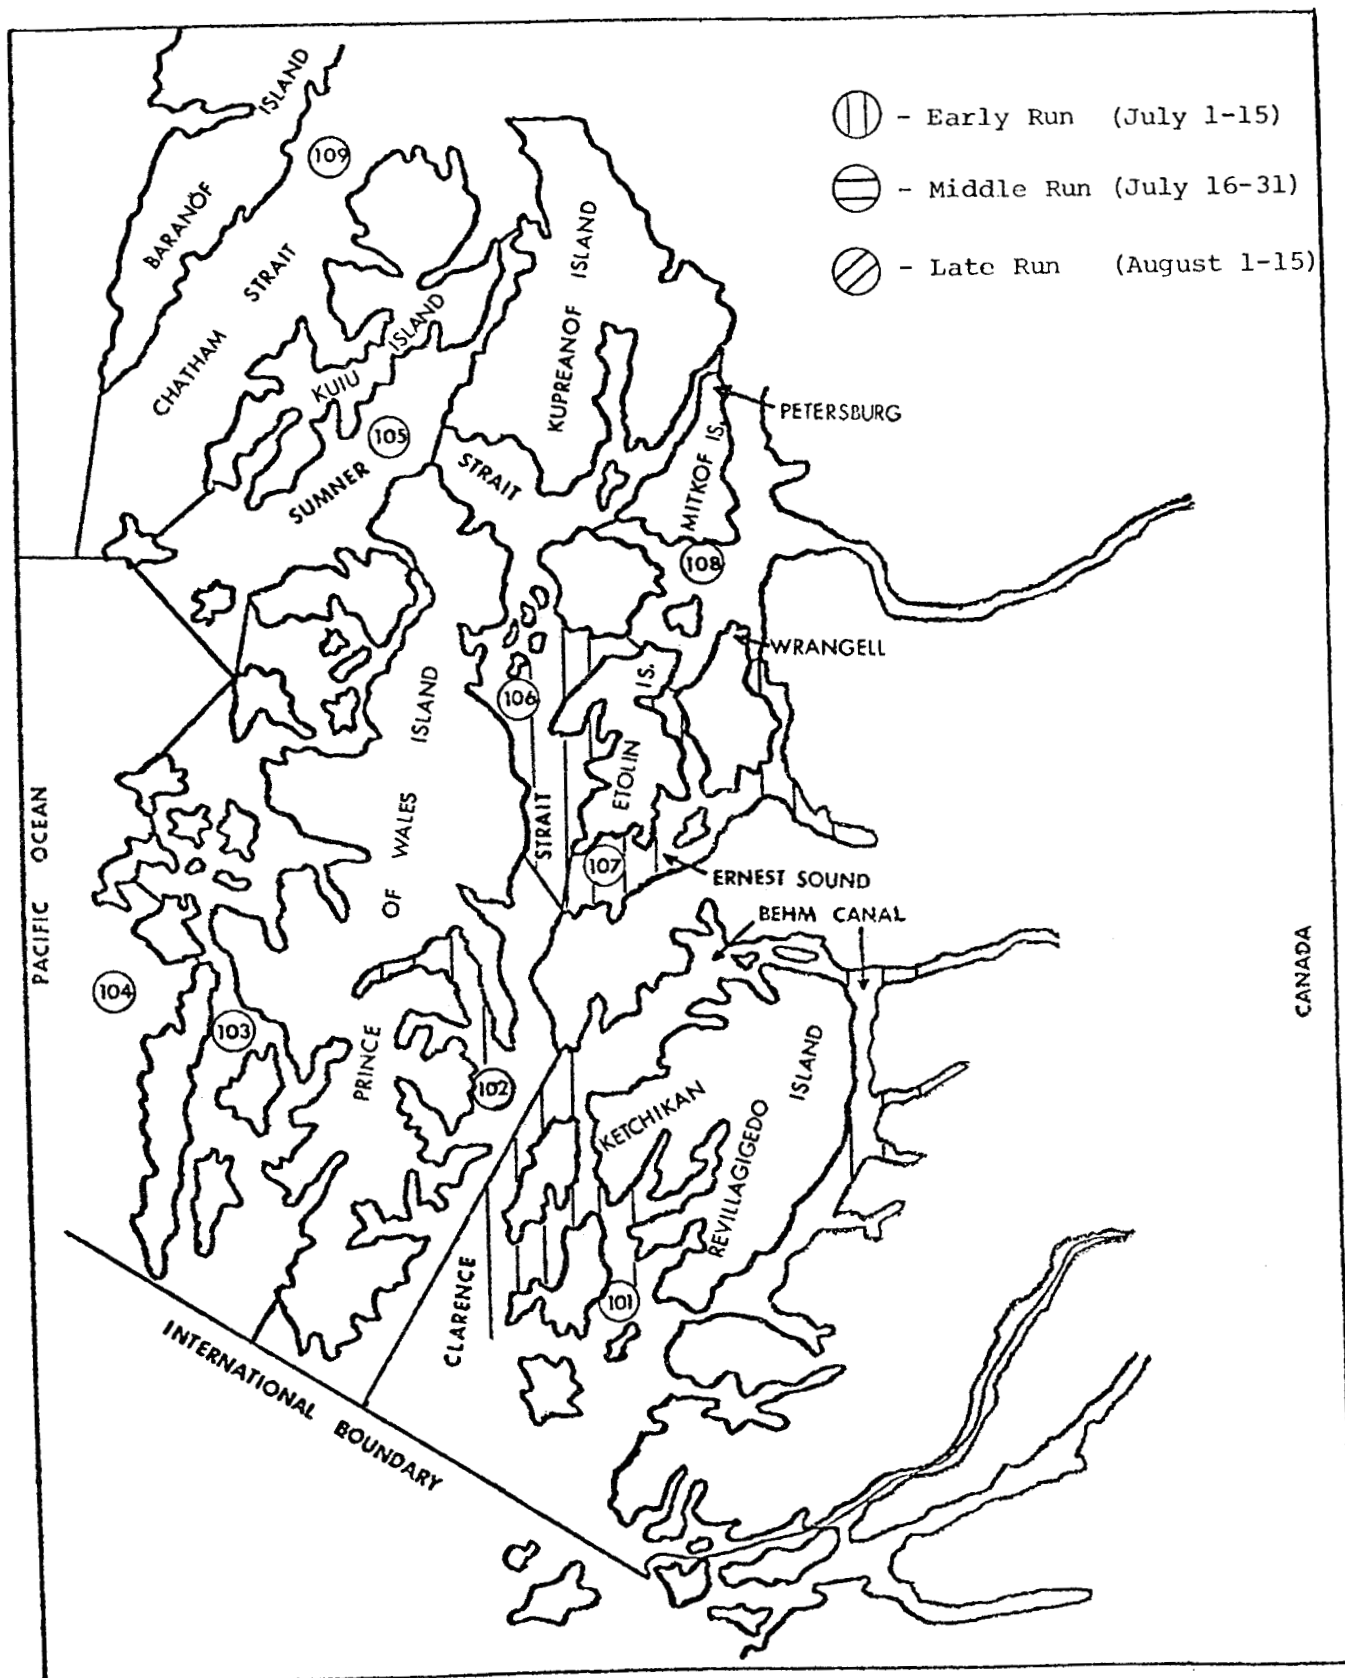 ISLAND
BARANOF
109
CHATHAM STRAIT
- Early Run (July 1-15)
- Middle Run (July 16-31)
- Late Run (August 1-15)
KUIU ISLAND
KUPREANOF ISLAND
PETERSBURG
105
SUMNER STRAIT
MITKOF IS.
108
WRANGELL
106
ETOLIN IS.
STRAIT
107
ERNEST SOUND
BEHM CANAL
PACIFIC OCEAN
CANADA
PRINCE OF WALES ISLAND
104
103
102
KETCHIKAN
REVILLAGIGEDO ISLAND
101
CLARENCE
INTERNATIONAL BOUNDARY